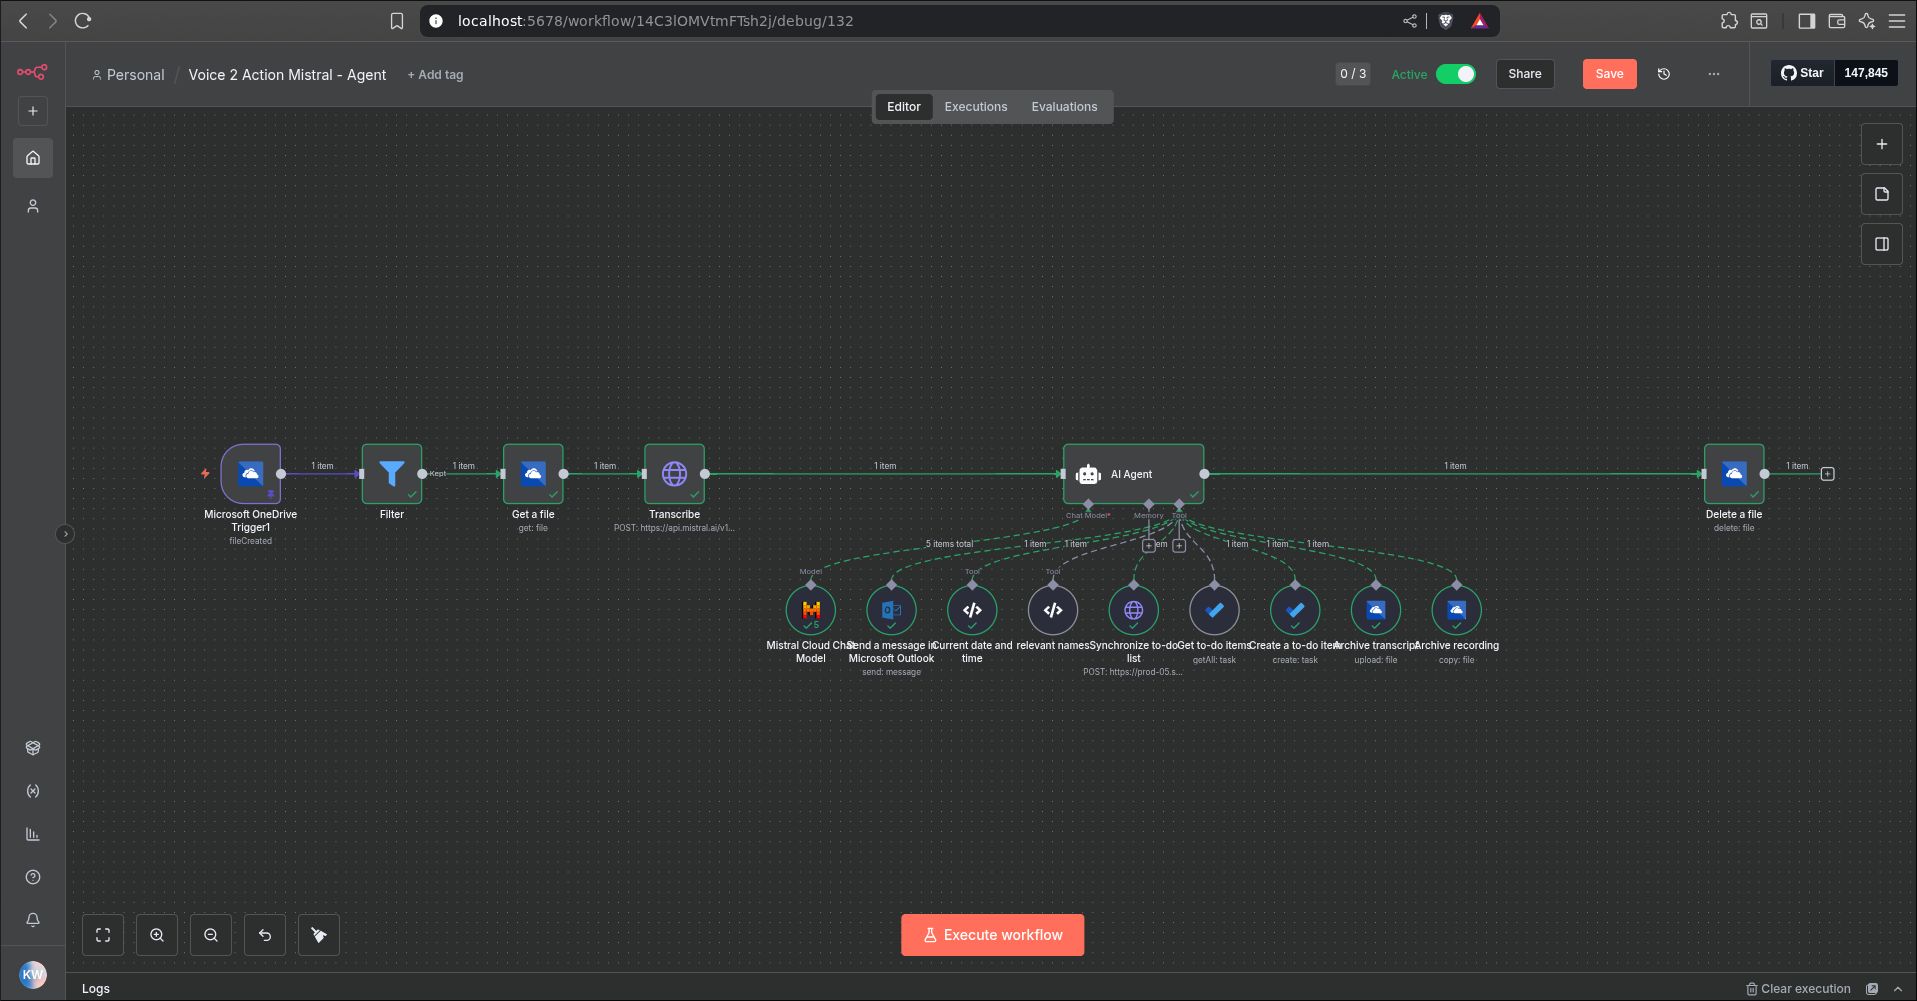 localhost:5678/workflow/14C3lOMVtmFTsh2j/debug/132
Personal / Voice 2 Action Mistral - Agent + Add tag
0 / 3 Active Share Save ... Star 147,845
Editor Executions Evaluations
1 item
Kept
1 item
1 item
1 item
AI Agent
1 item
1 item
Microsoft OneDrive
Trigger1
fileCreated
Filter
Get a file
get: file
Transcribe
POST: https://api.mistral.ai/v1...
Chat Model*
Memory
Tool
Delete a file
delete: file
5 items total
1 item
1 item
1 item
1 item
1 item
Model
Tool
Tool
5
Mistral Cloud Chat
Model
Send a message in
Microsoft Outlook
send: message
Current date and
time
relevant names
Synchronize to-do
list
POST: https://prod-05.s...
Get to-do items
getAll: task
Create a to-do item
create: task
Archive transcript
upload: file
Archive recording
copy: file
Execute workflow
KW
Logs
Clear execution